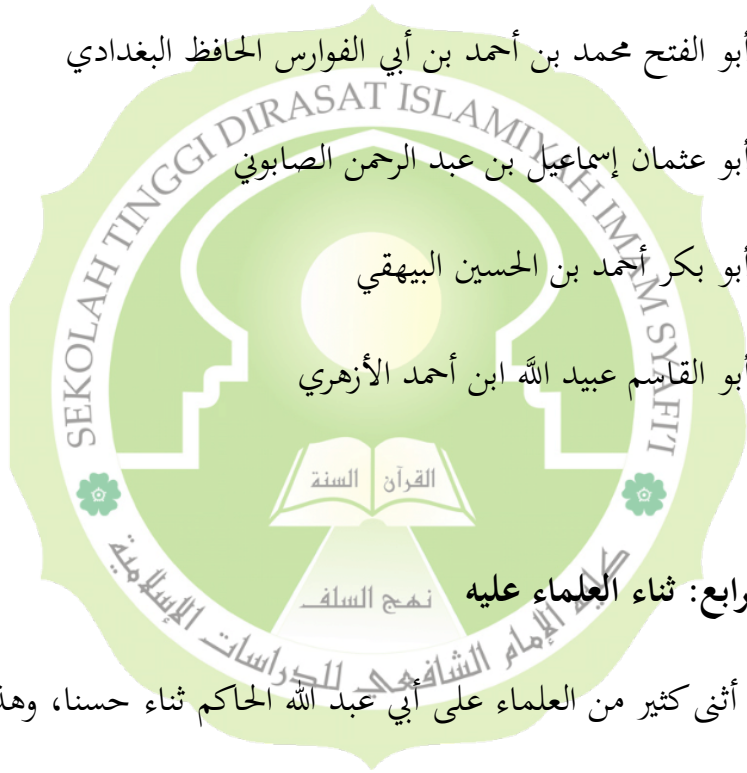 أبو الفتح محمد بن أحمد بن أبي الفوارس الحافظ البغدادي
أبو عثمان إسماعيل بن عبد الرحمن الصابوني
أبو بكر أحمد بن الحسين البيهقي
أبو القاسم عبيد الله ابن أحمد الأزهري
رابع: ثناء العلماء عليه
أثنى كثير من العلماء على أبي عبد الله الحاكم ثناء حسنا، وهذ
SEKOLAH TINGGI DIRASAT ISLAMIYAH IMAM SYAFI'I
القرآن السنة
نهج السلف
كلية الإمام الشافعي للدراسات الإسلامية